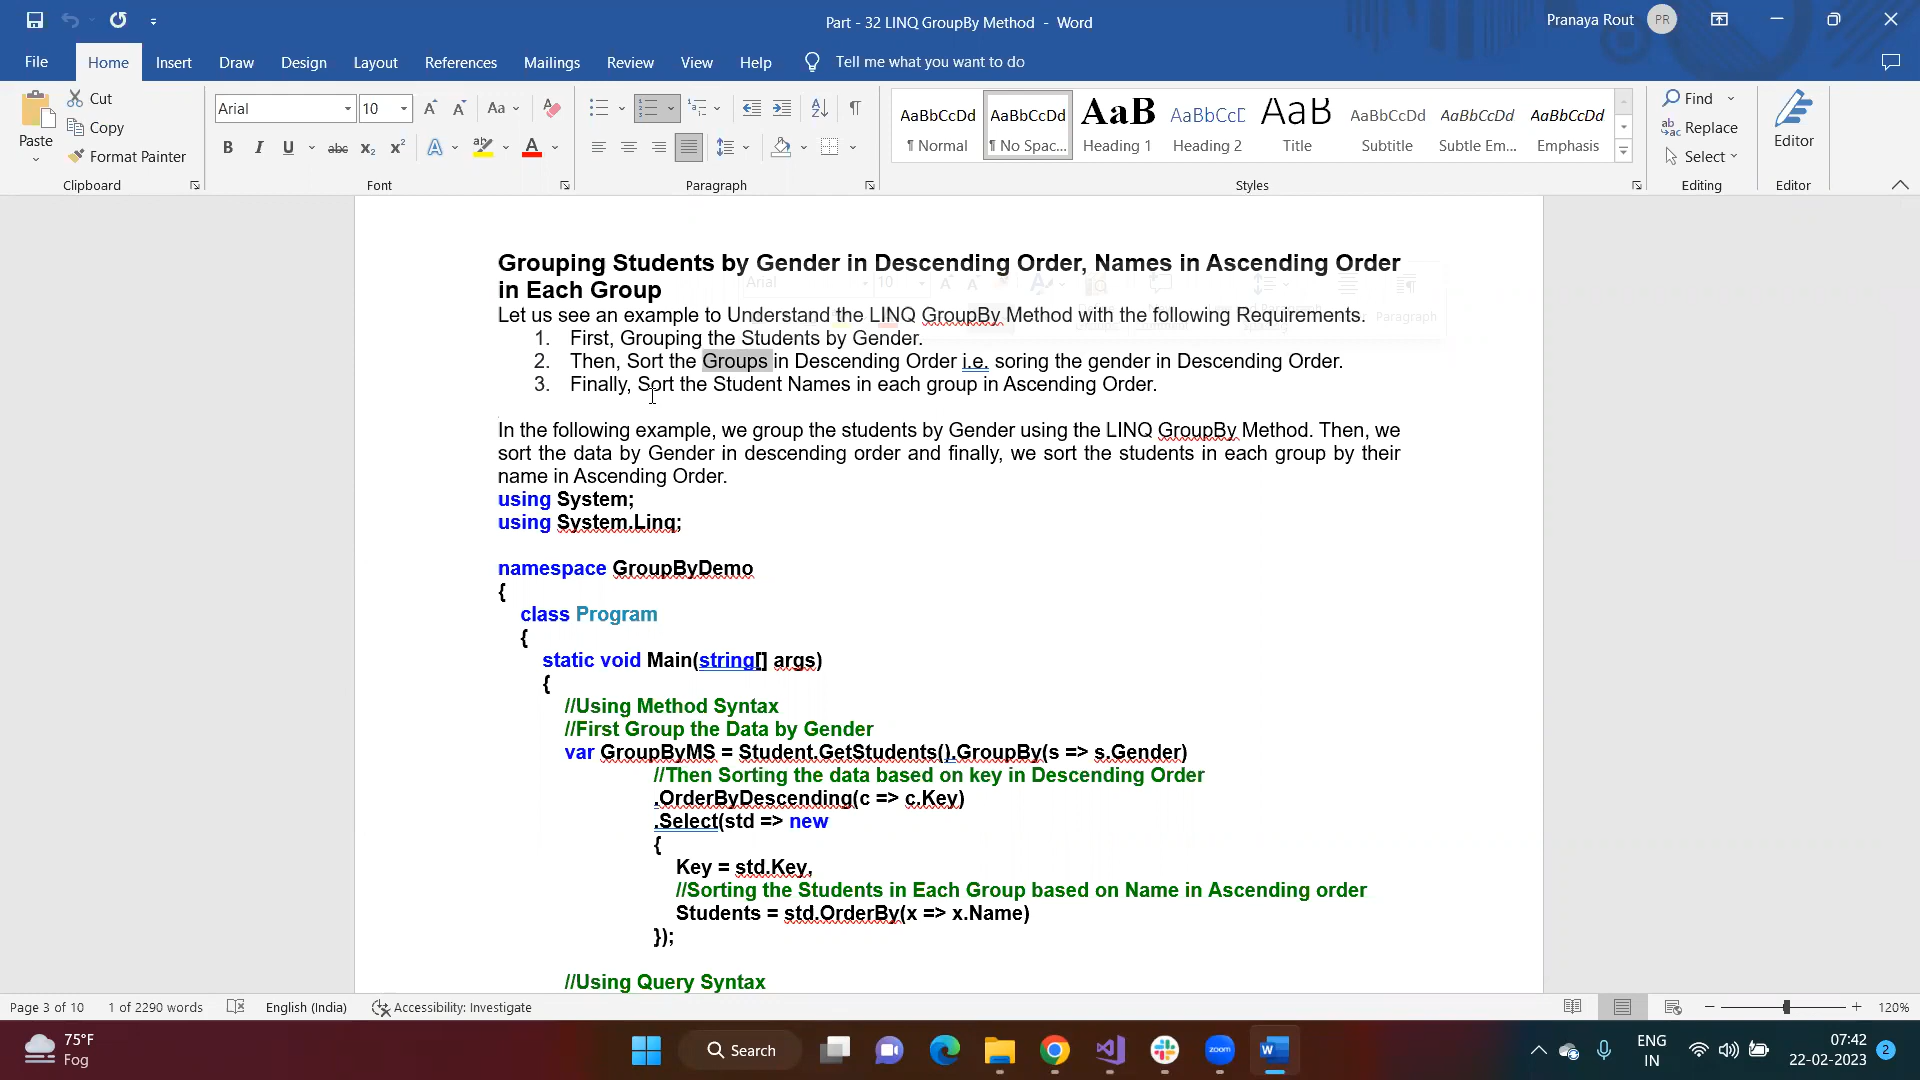 Part - 32 LINQ GroupBy Method - Word
Pranaya Rout PR
File Home Insert Draw Design Layout References Mailings Review View Help Tell me what you want to do
Paste
Cut
Copy
Format Painter
Clipboard
Arial 10
Font
Paragraph
AaBbCcDd AaBbCcDd AaB AaBbCcD AaB AaBbCcDd AaBbCcDd AaBbCcDd
¶ Normal ¶ No Spac... Heading 1 Heading 2 Title Subtitle Subtle Em... Emphasis
Styles
Find
Replace
Select
Editing
Editor
Editor
Grouping Students by Gender in Descending Order, Names in Ascending Order
in Each Group
Let us see an example to Understand the LINQ GroupBy Method with the following Requirements.
1. First, Grouping the Students by Gender.
2. Then, Sort the Groups in Descending Order i.e. soring the gender in Descending Order.
3. Finally, Sort the Student Names in each group in Ascending Order.
In the following example, we group the students by Gender using the LINQ GroupBy Method. Then, we
sort the data by Gender in descending order and finally, we sort the students in each group by their
name in Ascending Order.
using System;
using System.Linq;
namespace GroupByDemo
{
class Program
{
static void Main(string[] args)
{
//Using Method Syntax
//First Group the Data by Gender
var GroupByMS = Student.GetStudents().GroupBy(s => s.Gender)
//Then Sorting the data based on key in Descending Order
.OrderByDescending(c => c.Key)
.Select(std => new
{
Key = std.Key,
//Sorting the Students in Each Group based on Name in Ascending order
Students = std.OrderBy(x => x.Name)
});
//Using Query Syntax
Page 3 of 10 1 of 2290 words English (India) Accessibility: Investigate 120%
75°F
Fog
Search
zoom
ENG
IN
07:42
22-02-2023
2